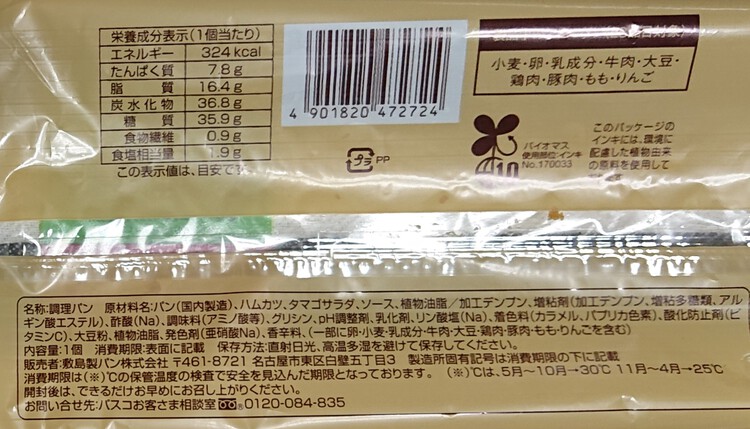 栄養成分表示(1個当たり)
エネルギー 324 kcal
たんぱく質 7.8 g
脂質 16.4 g
炭水化物 36.8 g
糖質 35.9 g
食物繊維 0.9 g
食塩相当量 1.9 g
この表示値は、目安です
4 901820 472724
プラ PP
小麦・卵・乳成分・牛肉・大豆・
鶏肉・豚肉・もも・りんご
バイオマス
使用部位:インキ
No.170033
10
このパッケージの
インキには、環境に
配慮した植物由来
の原料を使用して
名称:調理パン 原材料名:パン(国内製造)、ハムカツ、タマゴサラダ、ソース、植物油脂/加工デンプン、増粘剤(加工デンプン、増粘多糖類、アル
ギン酸エステル)、酢酸(Na)、調味料(アミノ酸等)、グリシン、pH調整剤、乳化剤、リン酸塩(Na)、着色料(カラメル、パプリカ色素)、酸化防止剤(ビ
タミンC)、大豆粉、植物油脂、発色剤(亜硝酸Na)、香辛料、(一部に卵・小麦・乳成分・牛肉・大豆・鶏肉・豚肉・もも・りんごを含む)
内容量:1個 消費期限:表面に記載 保存方法:直射日光、高温多湿を避けて保存してください。
販売者:敷島製パン株式会社 〒461-8721 名古屋市東区白壁五丁目3 製造所固有記号は消費期限の下に記載
消費期限は(※)℃の保管温度の検査で安全を見込んだ期限となっております。 (※)℃は、5月~10月→30℃ 11月~4月→25℃
開封後は、できるだけお早めにお召し上がりください。
お問い合せ先:パスコお客さま相談室 0120-084-835